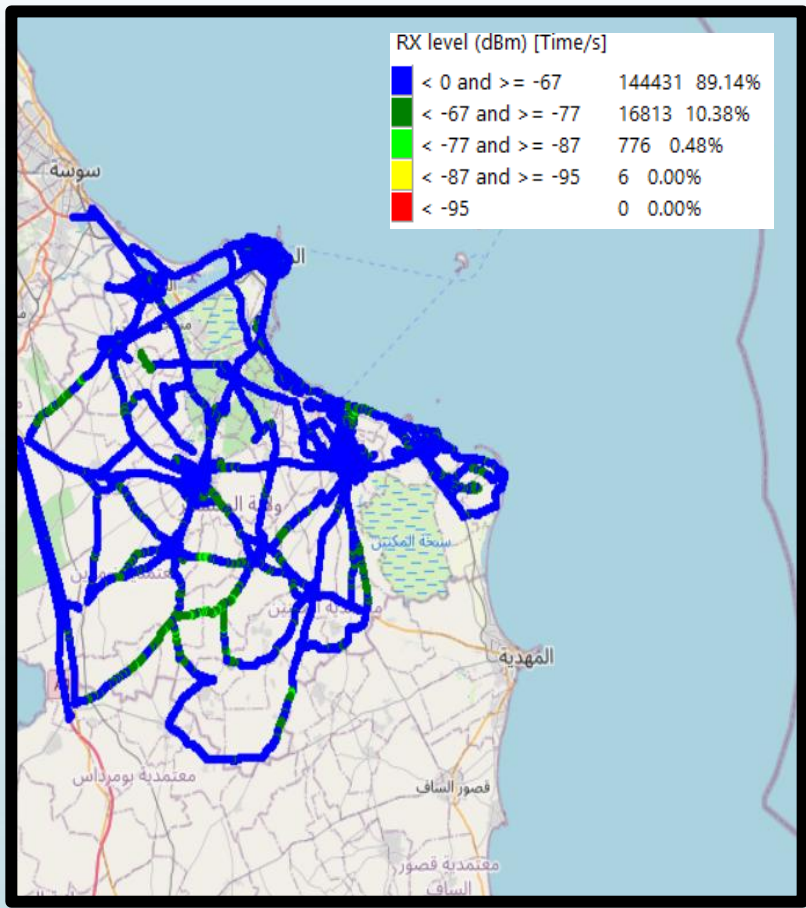 RX level (dBm) [Time/s]
< 0 and >= -67 144431 89.14%
< -67 and >= -77 16813 10.38%
< -77 and >= -87 776 0.48%
< -87 and >= -95 6 0.00%
< -95 0 0.00%
سوسة
سبخة المكنين
المهدية
معتمدية بومرداس
قصور الساف
معتمدية قصور
الساف